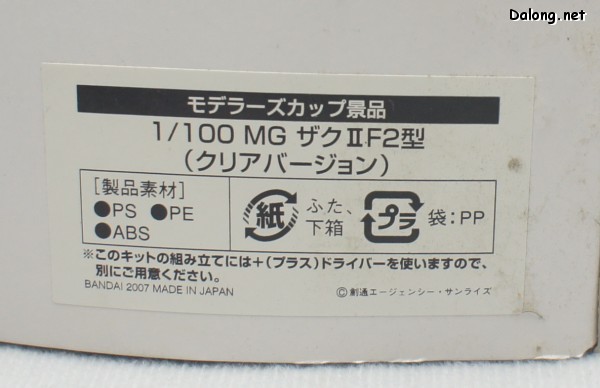 Dalong.net
モデラーズカップ景品
1/100 MG ザクⅡF2型
（クリアバージョン）
［製品素材］
●PS ●PE
●ABS
紙
ふた、
下箱
プラ
袋：PP
※このキットの組み立てには＋（プラス）ドライバーを使いますので、
別にご用意ください。
BANDAI 2007 MADE IN JAPAN
©創通エージェンシー・サンライズ